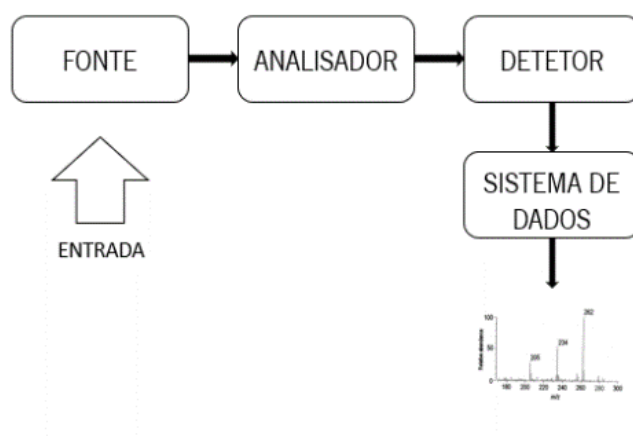 FONTE
ANALISADOR
DETETOR
ENTRADA
SISTEMA DE
DADOS
262
234
205
100
50
0
180 200 220 240 260 280 300